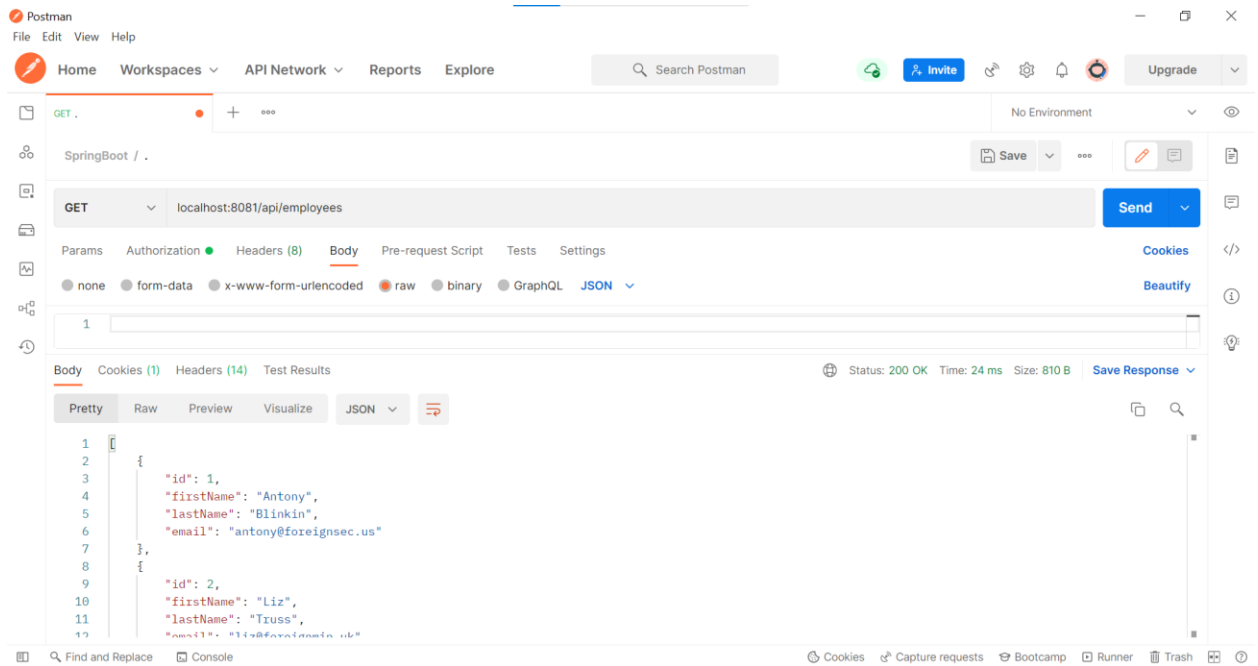 Postman
File Edit View Help
Home Workspaces API Network Reports Explore Search Postman Invite Upgrade
GET . No Environment
SpringBoot / . Save
GET localhost:8081/api/employees Send
Params Authorization Headers (8) Body Pre-request Script Tests Settings Cookies
none form-data x-www-form-urlencoded raw binary GraphQL JSON Beautify
1
Body Cookies (1) Headers (14) Test Results Status: 200 OK Time: 24 ms Size: 810 B Save Response
Pretty Raw Preview Visualize JSON
1 [
2 {
3 "id": 1,
4 "firstName": "Antony",
5 "lastName": "Blinkin",
6 "email": "antony@foreignsec.us"
7 },
8 {
9 "id": 2,
10 "firstName": "Liz",
11 "lastName": "Truss",
12 "email": "liz@foreignmin.uk"
Find and Replace Console Cookies Capture requests Bootcamp Runner Trash